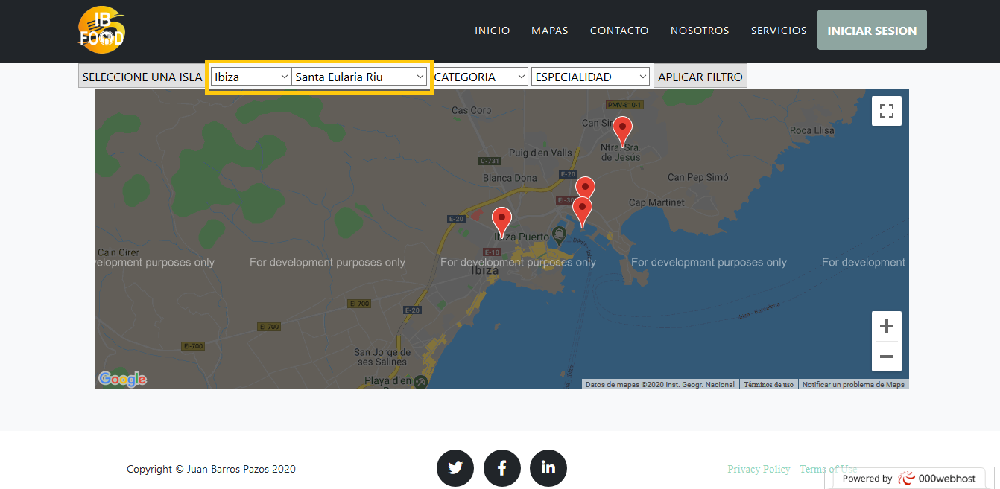 IB
FOOD
INICIO MAPAS CONTACTO NOSOTROS SERVICIOS INICIAR SESION
SELECCIONE UNA ISLA Ibiza Santa Eularia Riu CATEGORIA ESPECIALIDAD APLICAR FILTRO
PMV-810-1
Cas Corp
Can Sir
Roca Llisa
Ntra. Sra.
de Jesús
Puig d'en Valls
C-731
E-20
Blanca Dona
Can Pep Simó
EI-30
Cap Martinet
E-20
Ibiza Puerto
Ca'n Cirer
E-10
velopment purposes only For development purposes only For development purposes only For development purposes only For development
Ibiza
EI-700
E-20
Ibiza - Barcelona
EI-700
EI-700
San Jorge de
ses Salines
Playa d'en
Google
Datos de mapas ©2020 Inst. Geogr. Nacional Términos de uso Notificar un problema de Maps
Copyright © Juan Barros Pazos 2020
Privacy Policy Terms of Use
Powered by 000webhost